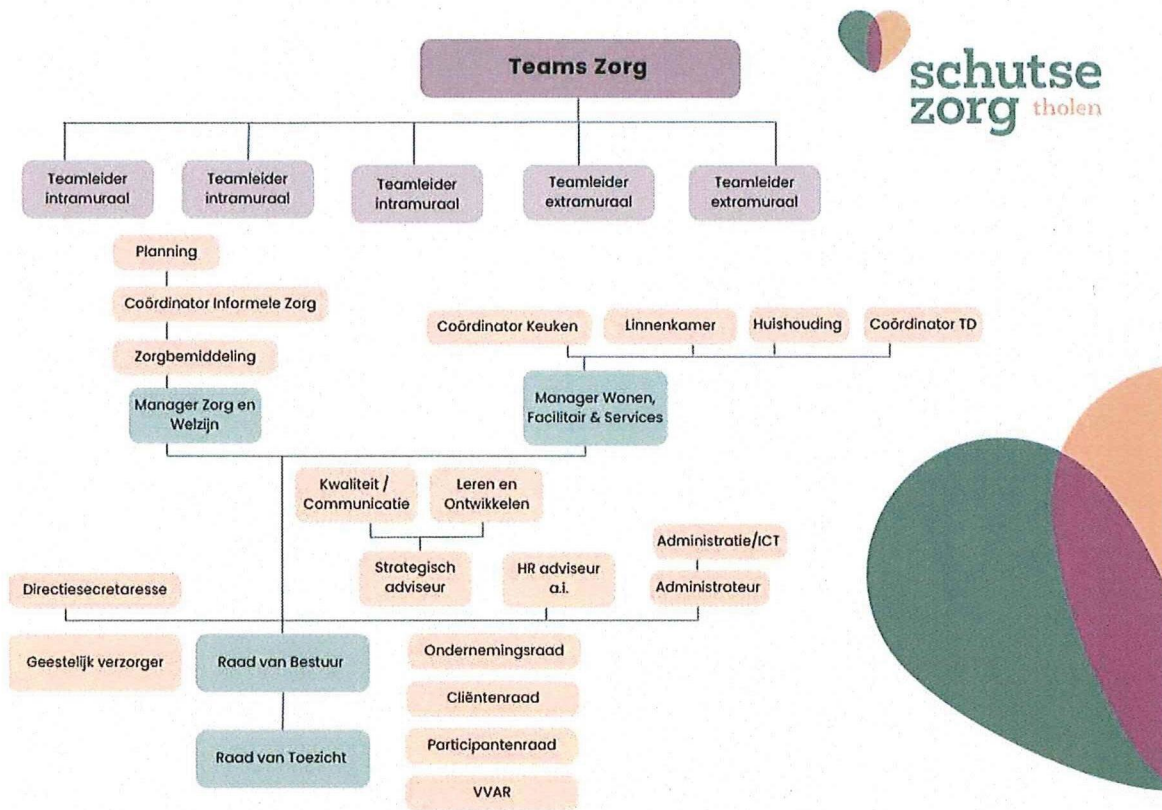 schutse
zorg tholen
Teams Zorg
Teamleider
intramuraal
Teamleider
intramuraal
Teamleider
intramuraal
Teamleider
extramuraal
Teamleider
extramuraal
Planning
Coördinator Informele Zorg
Zorgbemiddeling
Manager Zorg en
Welzijn
Coördinator Keuken
Linnenkamer
Huishouding
Coördinator TD
Manager Wonen,
Facilitair & Services
Kwaliteit /
Communicatie
Leren en
Ontwikkelen
Strategisch
adviseur
HR adviseur
a.i.
Administratie/ICT
Administrateur
Directiesecretaresse
Geestelijk verzorger
Raad van Bestuur
Raad van Toezicht
Ondernemingsraad
Cliëntenraad
Participantenraad
VVAR